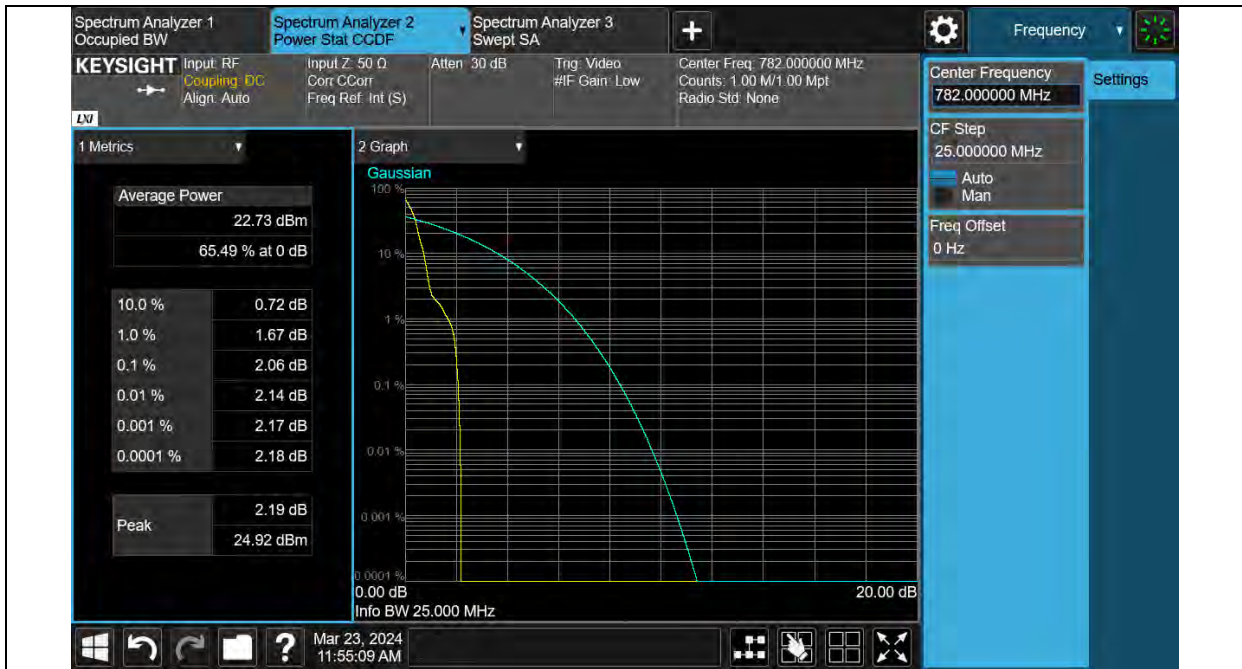 Spectrum Analyzer 1
Occupied BW
Spectrum Analyzer 2
Power Stat CCDF
Spectrum Analyzer 3
Swept SA
Frequency
KEYSIGHT
LXI
Input: RF
Coupling: DC
Align: Auto
Input Z: 50 Ω
Corr CCorr
Freq Ref: Int (S)
Atten: 30 dB
Trig: Video
#IF Gain: Low
Center Freq: 782.000000 MHz
Counts: 1.00 M/1.00 Mpt
Radio Std: None
Center Frequency
782.000000 MHz
Settings
CF Step
25.000000 MHz
Auto
Man
Freq Offset
0 Hz
1 Metrics
Average Power
22.73 dBm
65.49 % at 0 dB
10.0 % 0.72 dB
1.0 % 1.67 dB
0.1 % 2.06 dB
0.01 % 2.14 dB
0.001 % 2.17 dB
0.0001 % 2.18 dB
Peak
2.19 dB
24.92 dBm
2 Graph
Gaussian
100 %
10 %
1 %
0.1 %
0.01 %
0.001 %
0.0001 %
0.00 dB
20.00 dB
Info BW 25.000 MHz
?
Mar 23, 2024
11:55:09 AM